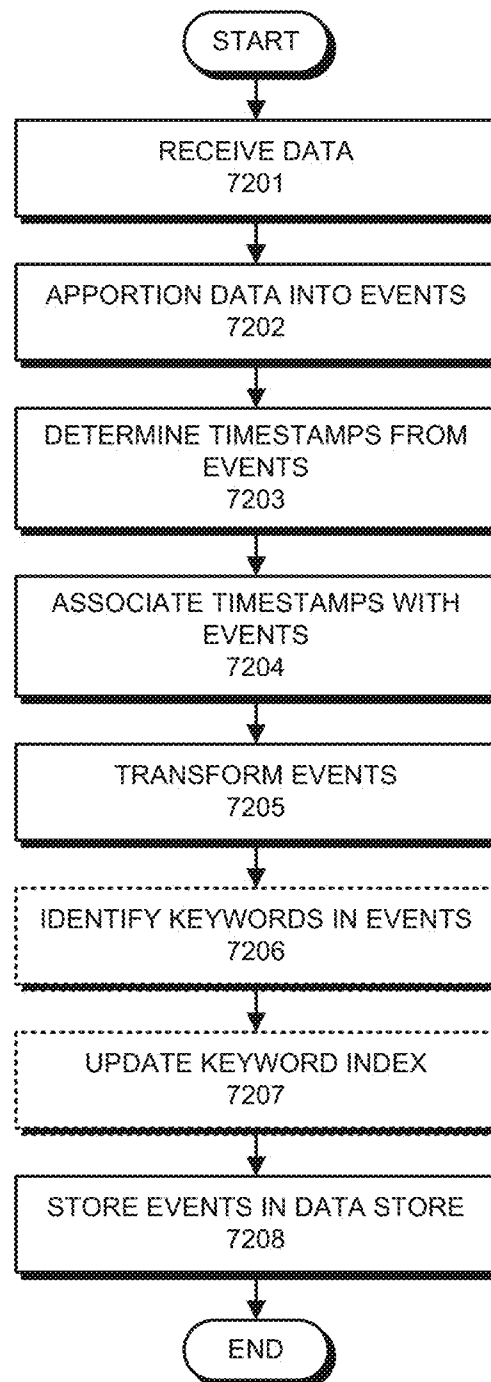 START
RECEIVE DATA
7201
APPORTION DATA INTO EVENTS
7202
DETERMINE TIMESTAMPS FROM
EVENTS
7203
ASSOCIATE TIMESTAMPS WITH
EVENTS
7204
TRANSFORM EVENTS
7205
IDENTIFY KEYWORDS IN EVENTS
7206
UPDATE KEYWORD INDEX
7207
STORE EVENTS IN DATA STORE
7208
END